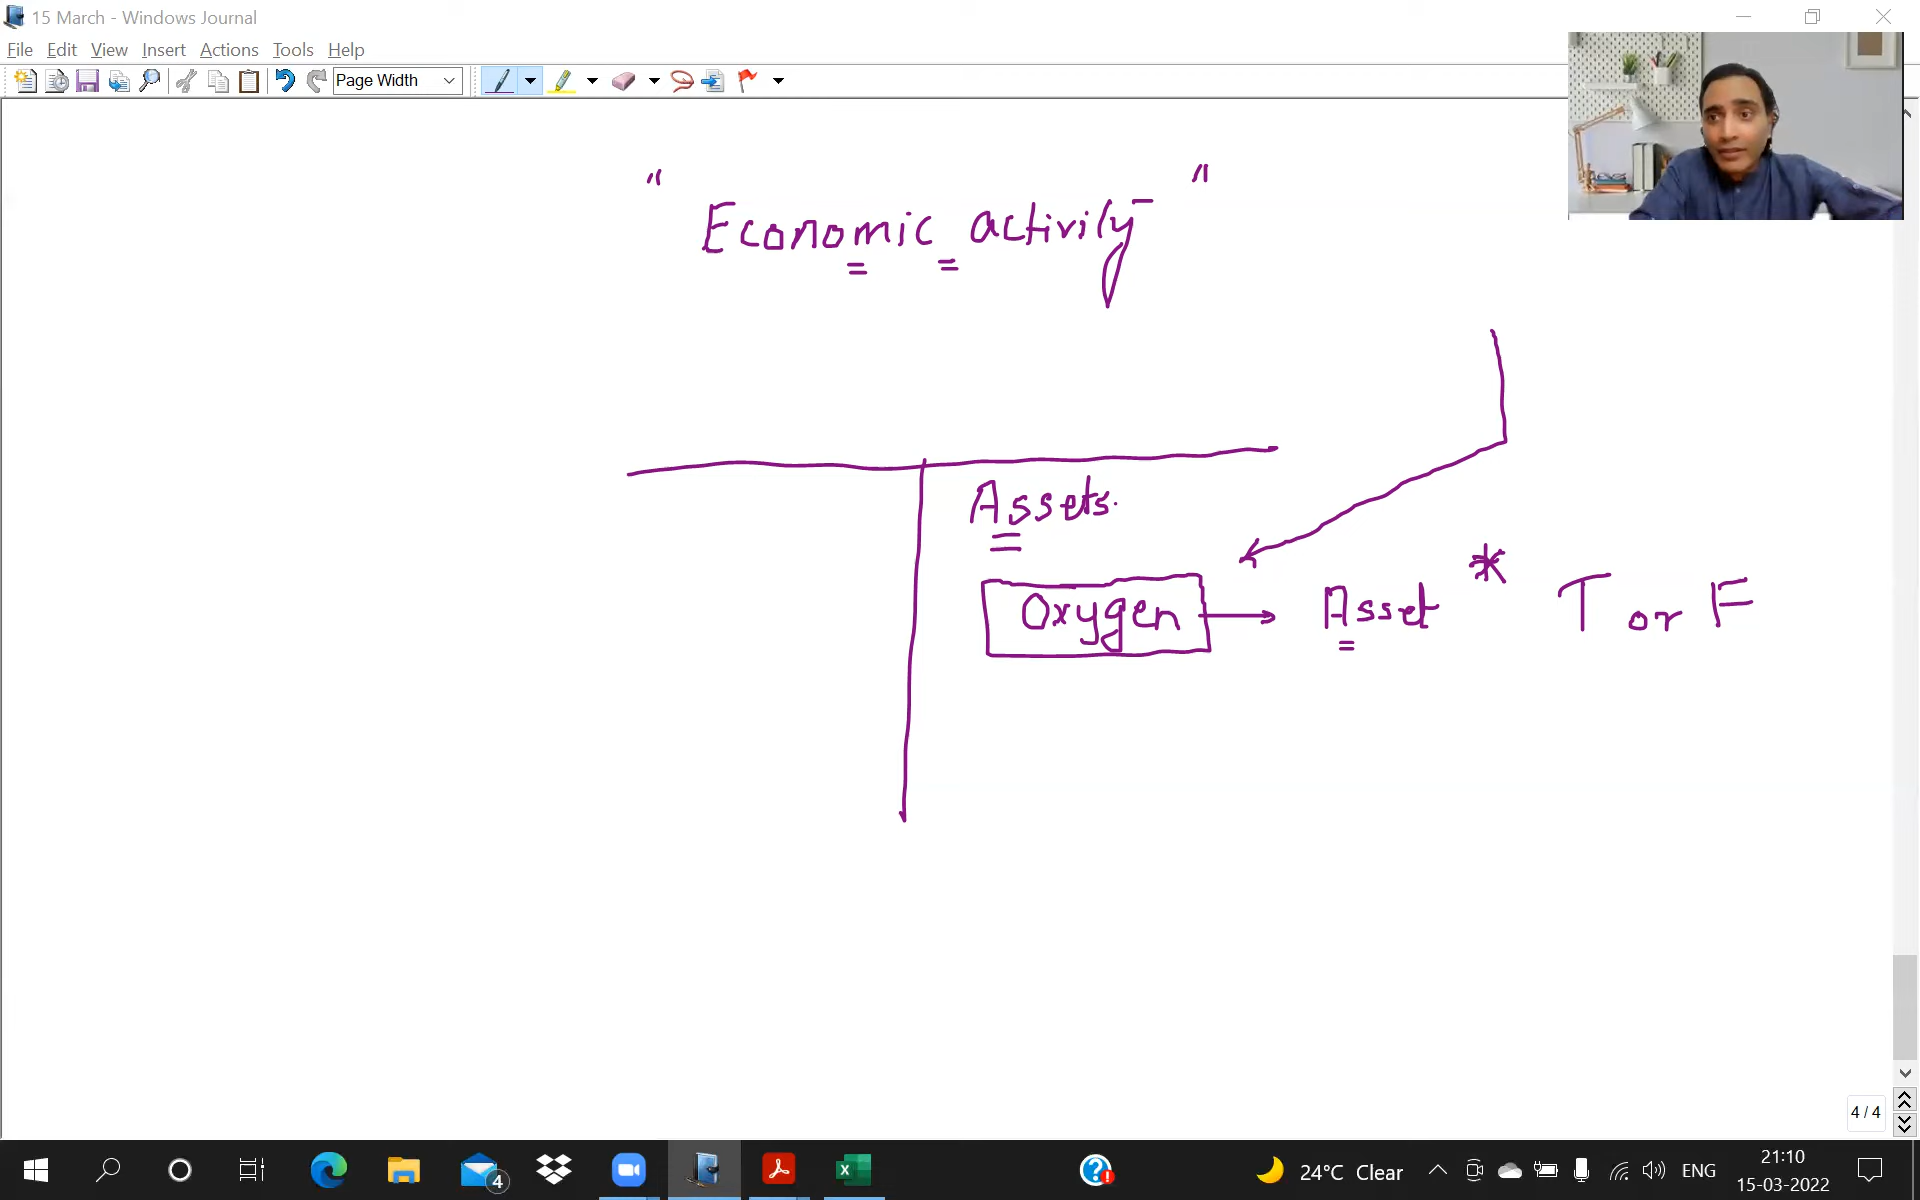 15 March - Windows Journal
File Edit View Insert Actions Tools Help
Page Width
" Economic activity "
Assets.
Oxygen → Asset * T or F
4 / 4
4
24°C Clear
ENG
21:10
15-03-2022